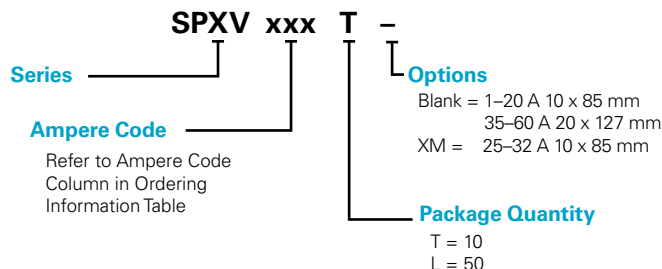 SPXV xxx T –
Series
Options
Blank = 1–20 A 10 x 85 mm
35–60 A 20 x 127 mm
XM = 25–32 A 10 x 85 mm
Ampere Code
Refer to Ampere Code
Column in Ordering
Information Table
Package Quantity
T = 10
L = 50